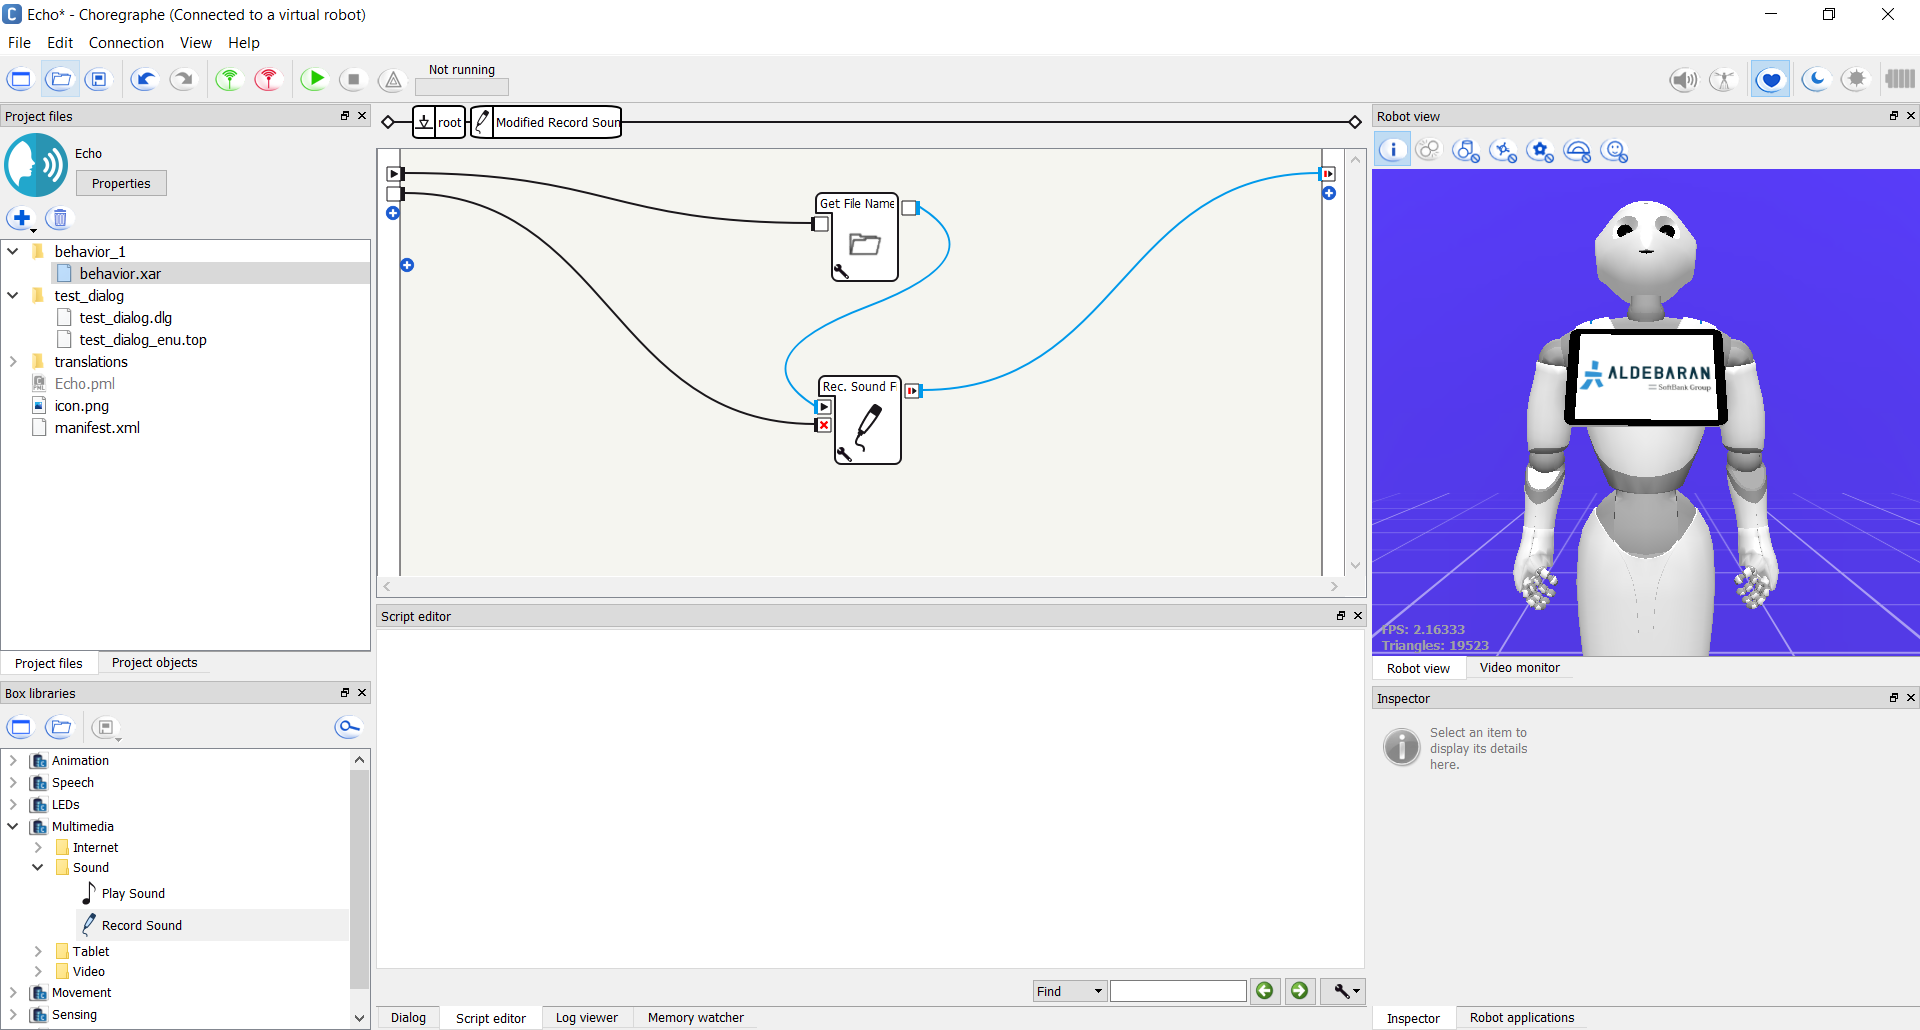 Echo* - Choregraphe (Connected to a virtual robot)
File Edit Connection View Help
Not running
Project files
Echo
Properties
behavior_1
behavior.xar
test_dialog
test_dialog.dlg
test_dialog_enu.top
translations
Echo.pml
icon.png
manifest.xml
Project files Project objects
Box libraries
Animation
Speech
LEDs
Multimedia
Internet
Sound
Play Sound
Record Sound
Tablet
Video
Movement
Sensing
root Modified Record Soun
Get File Name
Rec. Sound F
Script editor
Find
Dialog Script editor Log viewer Memory watcher
Robot view
ALDEBARAN
SoftBank Group
FPS: 2.16333
Triangles: 19523
Robot view Video monitor
Inspector
Select an item to
display its details
here.
Inspector Robot applications